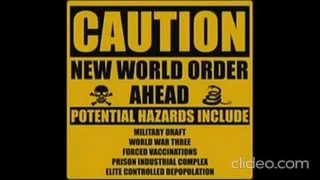 CAUTION
NEW WORLD ORDER
AHEAD
POTENTIAL HAZARDS INCLUDE
MILITARY DRAFT
WORLD WAR THREE
FORCED VACCINATIONS
PRISON INDUSTRIAL COMPLEX
ELITE CONTROLLED DEPOPULATION
clideo.com